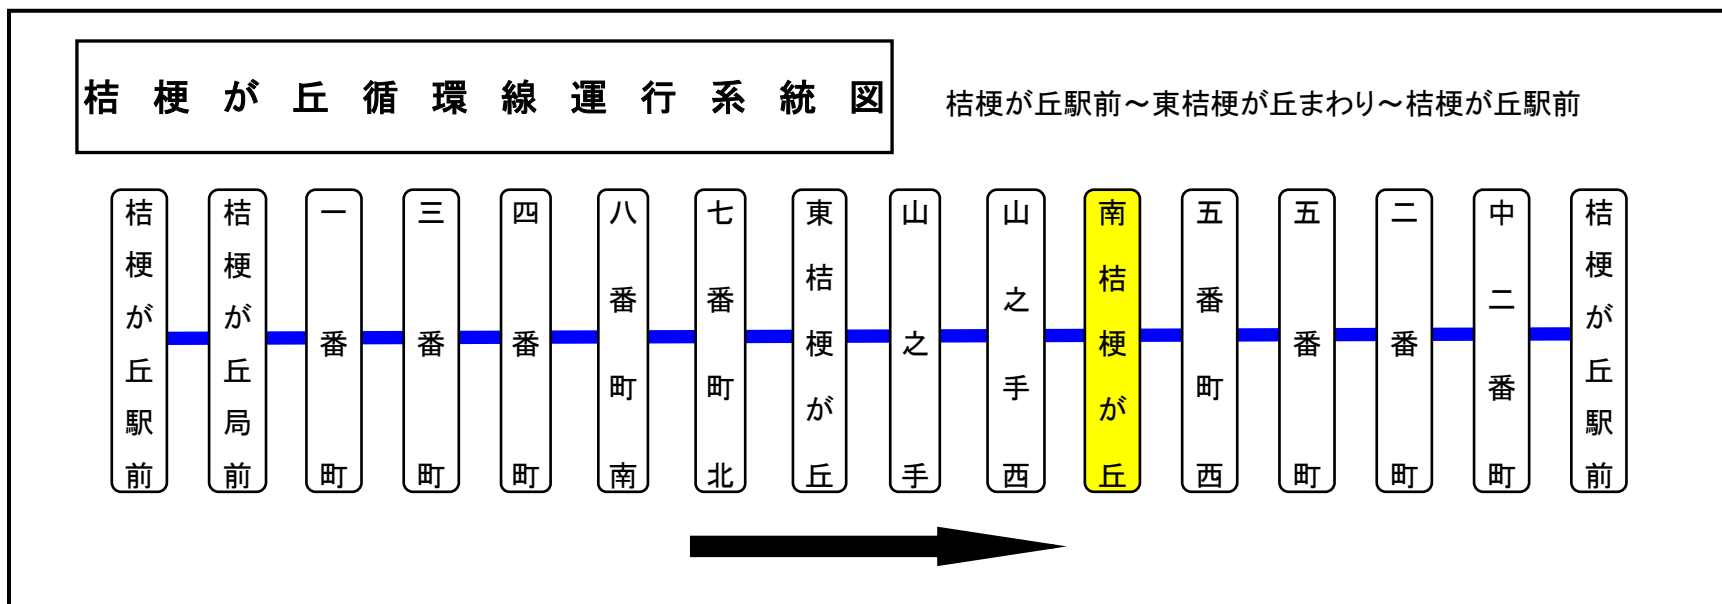 桔梗が丘循環線運行系統図
桔梗が丘駅前～東桔梗が丘まわり～桔梗が丘駅前
桔梗が丘駅前
桔梗が丘局前
一番町
三番町
四番町
八番町南
七番町北
東桔梗が丘
山之手
山之手西
南桔梗が丘
五番町西
五番町
二番町
中二番町
桔梗が丘駅前